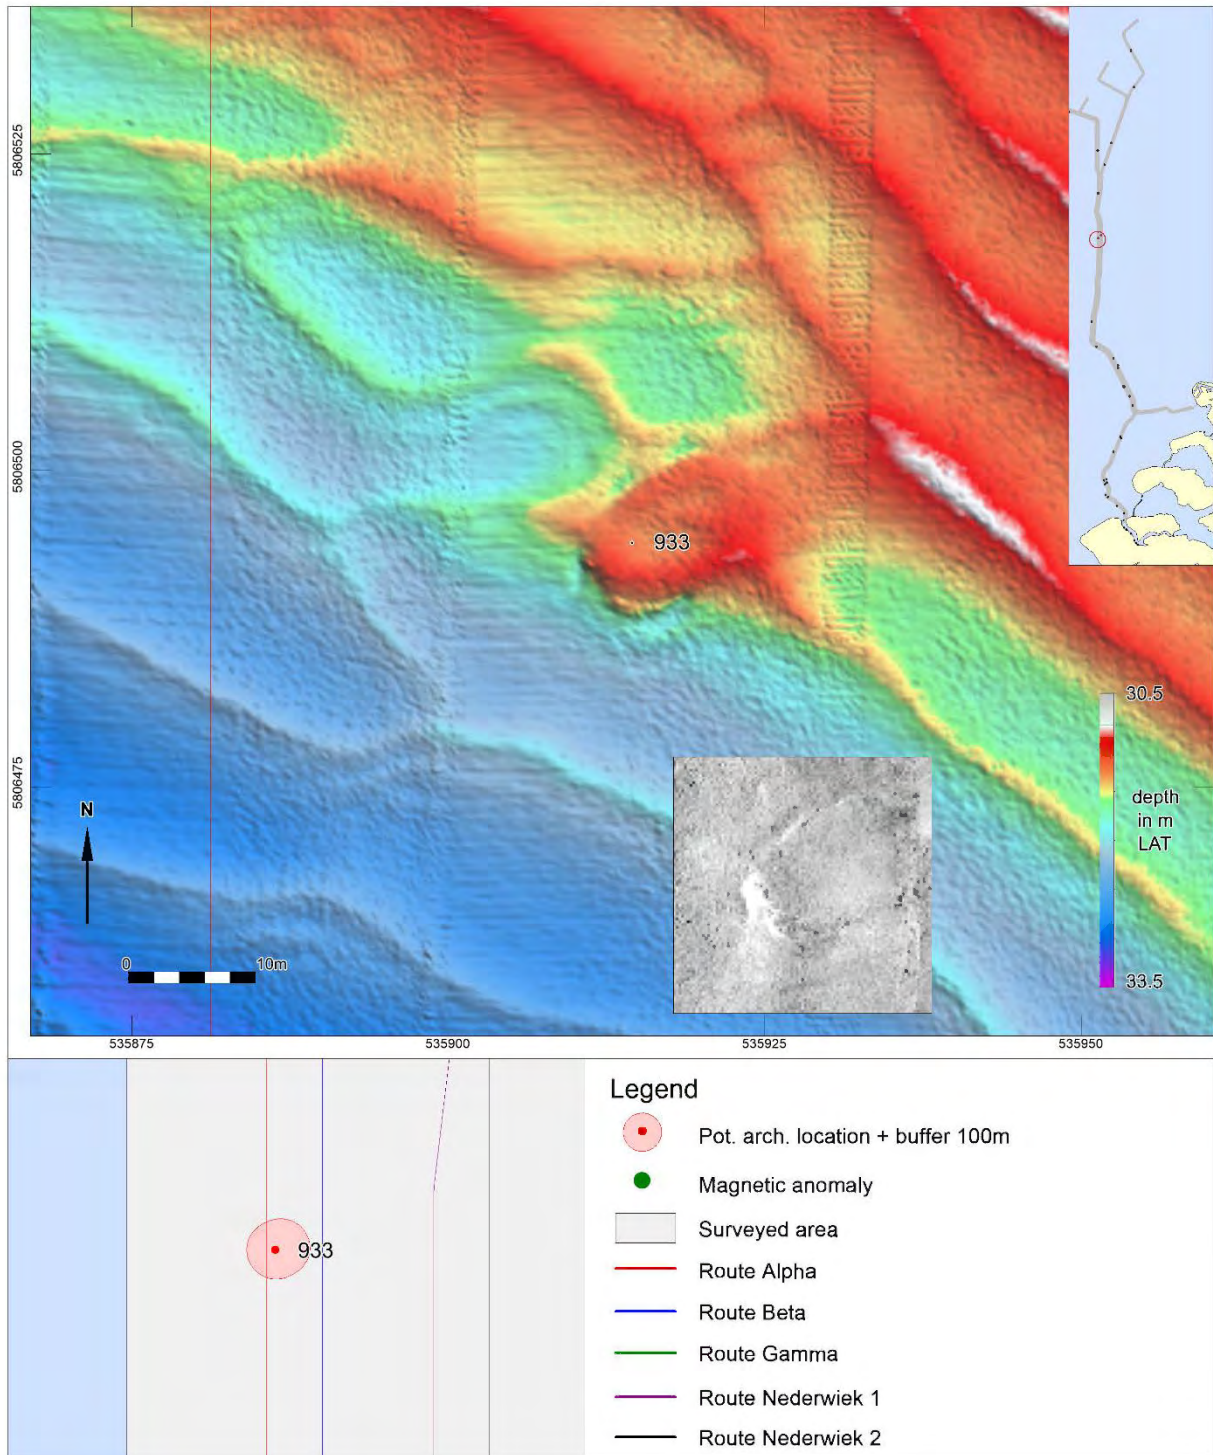 5806525
5806500
5806475
933
30.5
depth
in m
LAT
33.5
N
0
10m
535875
535900
535925
535950
933
Legend
Pot. arch. location + buffer 100m
Magnetic anomaly
Surveyed area
Route Alpha
Route Beta
Route Gamma
Route Nederwiek 1
Route Nederwiek 2